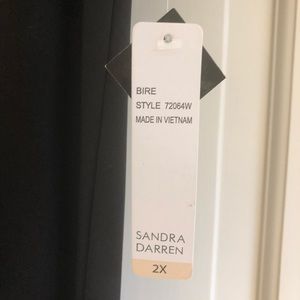 BIRE
STYLE 72064W
MADE IN VIETNAM
SANDRA
DARREN
2X